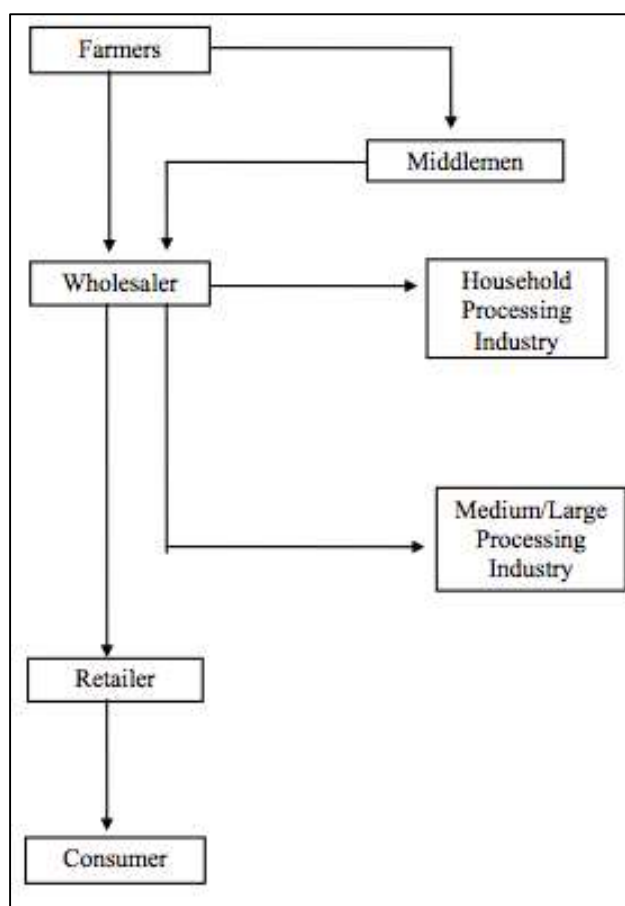 Farmers
Middlemen
Wholesaler
Household
Processing
Industry
Medium/Large
Processing
Industry
Retailer
Consumer